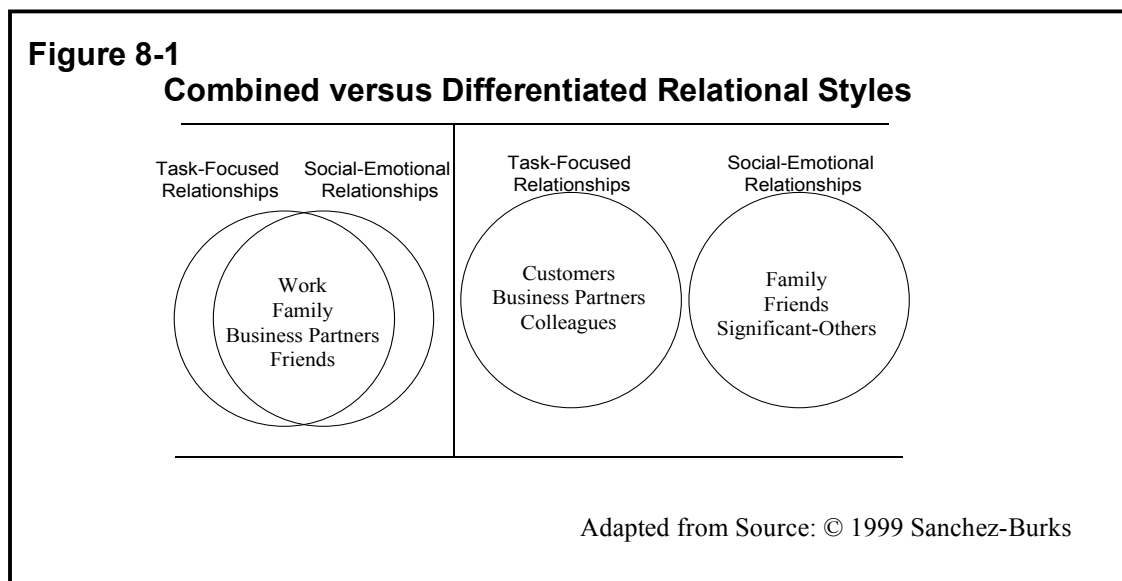 Figure 8-1
Combined versus Differentiated Relational Styles
Task-Focused
Relationships
Social-Emotional
Relationships
Work
Family
Business Partners
Friends
Task-Focused
Relationships
Social-Emotional
Relationships
Customers
Business Partners
Colleagues
Family
Friends
Significant-Others
Adapted from Source: © 1999 Sanchez-Burks